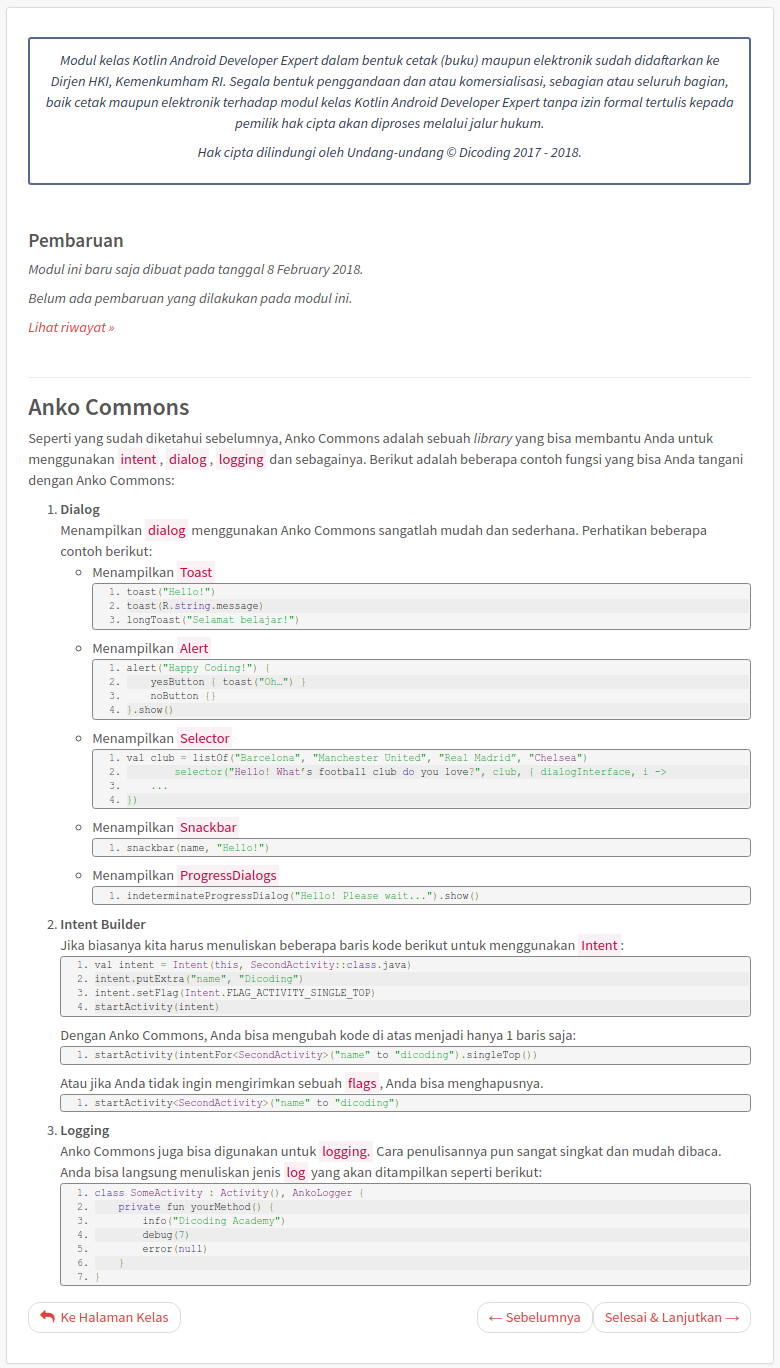 Modul kelas Kotlin Android Developer Expert dalam bentuk cetak (buku) maupun elektronik sudah didaftarkan ke
Dirjen HKI, Kemenkumham RI. Segala bentuk penggandaan dan atau komersialisasi, sebagian atau seluruh bagian,
baik cetak maupun elektronik terhadap modul kelas Kotlin Android Developer Expert tanpa izin formal tertulis kepada
pemilik hak cipta akan diproses melalui jalur hukum.
Hak cipta dilindungi oleh Undang-undang © Dicoding 2017 - 2018.
Pembaruan
Modul ini baru saja dibuat pada tanggal 8 February 2018.
Belum ada pembaruan yang dilakukan pada modul ini.
Lihat riwayat »
Anko Commons
Seperti yang sudah diketahui sebelumnya, Anko Commons adalah sebuah library yang bisa membantu Anda untuk
menggunakan intent , dialog , logging dan sebagainya. Berikut adalah beberapa contoh fungsi yang bisa Anda tangani
dengan Anko Commons:
1. Dialog
Menampilkan dialog menggunakan Anko Commons sangatlah mudah dan sederhana. Perhatikan beberapa
contoh berikut:
◦ Menampilkan Toast
1. toast("Hello!")
2. toast(R.string.message)
3. longToast("Selamat belajar!")
◦ Menampilkan Alert
1. alert("Happy Coding!") {
2.     yesButton { toast("Oh…") }
3.     noButton {}
4. }.show()
◦ Menampilkan Selector
1. val club = listOf("Barcelona", "Manchester United", "Real Madrid”, "Chelsea")
2.         selector("Hello! What’s football club do you love?", club, { dialogInterface, i ->
3.     ...
4. })
◦ Menampilkan Snackbar
1. snackbar(name, "Hello!")
◦ Menampilkan ProgressDialogs
1. indeterminateProgressDialog("Hello! Please wait...").show()
2. Intent Builder
Jika biasanya kita harus menuliskan beberapa baris kode berikut untuk menggunakan Intent :
1. val intent = Intent(this, SecondActivity::class.java)
2. intent.putExtra("name", "Dicoding")
3. intent.setFlag(Intent.FLAG_ACTIVITY_SINGLE_TOP)
4. startActivity(intent)
Dengan Anko Commons, Anda bisa mengubah kode di atas menjadi hanya 1 baris saja:
1. startActivity(intentFor<SecondActivity>("name" to "dicoding").singleTop())
Atau jika Anda tidak ingin mengirimkan sebuah flags , Anda bisa menghapusnya.
1. startActivity<SecondActivity>("name" to "dicoding")
3. Logging
Anko Commons juga bisa digunakan untuk logging. Cara penulisannya pun sangat singkat dan mudah dibaca.
Anda bisa langsung menuliskan jenis log yang akan ditampilkan seperti berikut:
1. class SomeActivity : Activity(), AnkoLogger {
2.     private fun yourMethod() {
3.         info("Dicoding Academy")
4.         debug(7)
5.         error(null)
6.     }
7. }
Ke Halaman Kelas
← Sebelumnya
Selesai & Lanjutkan →